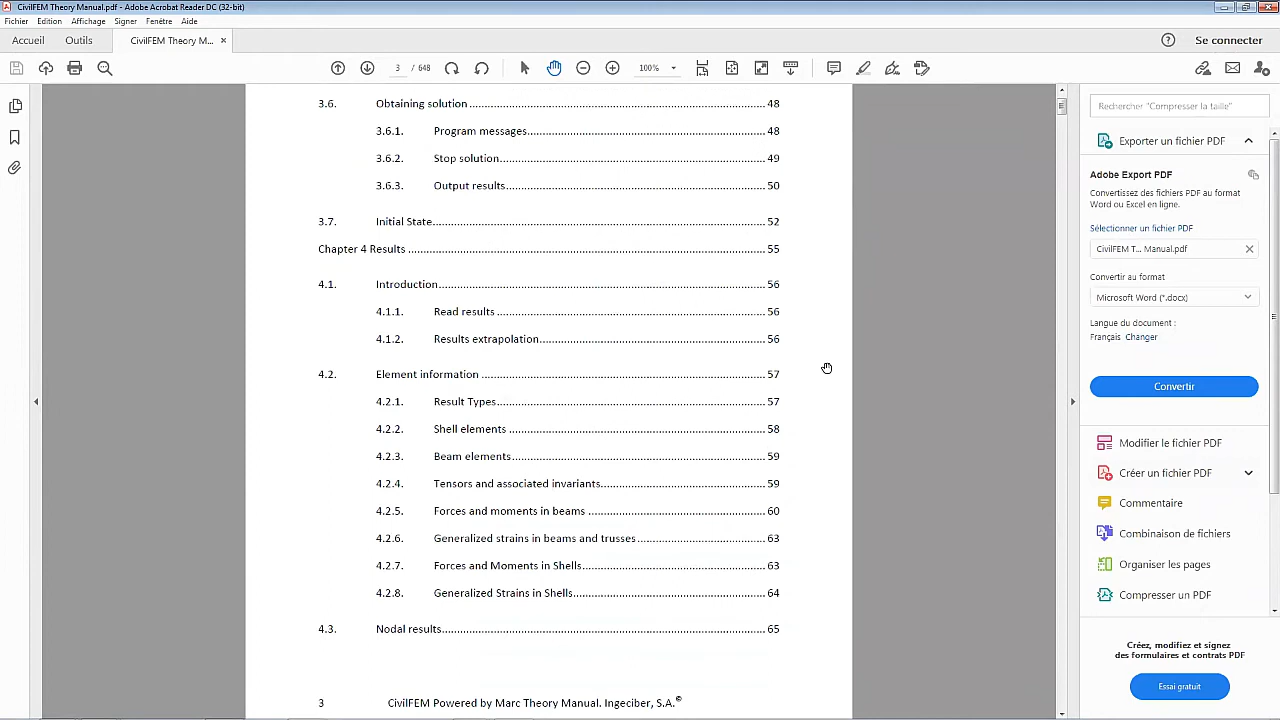 CivilFEM Theory Manual.pdf - Adobe Acrobat Reader DC (32-bit)
Fichier Edition Affichage Signer Fenêtre Aide
Accueil Outils CivilFEM Theory M... × Se connecter
3 / 648 100%
3.6. Obtaining solution 48
3.6.1. Program messages 48
3.6.2. Stop solution 49
3.6.3. Output results 50
3.7. Initial State 52
Chapter 4 Results 55
4.1. Introduction 56
4.1.1. Read results 56
4.1.2. Results extrapolation 56
4.2. Element information 57
4.2.1. Result Types 57
4.2.2. Shell elements 58
4.2.3. Beam elements 59
4.2.4. Tensors and associated invariants 59
4.2.5. Forces and moments in beams 60
4.2.6. Generalized strains in beams and trusses 63
4.2.7. Forces and Moments in Shells 63
4.2.8. Generalized Strains in Shells 64
4.3. Nodal results 65
3 CivilFEM Powered by Marc Theory Manual. Ingeciber, S.A.©
Rechercher "Compresser la taille"
Exporter un fichier PDF
Adobe Export PDF
Convertissez des fichiers PDF au format
Word ou Excel en ligne.
Sélectionner un fichier PDF
CivilFEM T... Manual.pdf
Convertir au format
Microsoft Word (*.docx)
Langue du document :
Français Changer
Convertir
Modifier le fichier PDF
Créer un fichier PDF
Commentaire
Combinaison de fichiers
Organiser les pages
Compresser un PDF
Créez, modifiez et signez
des formulaires et contrats PDF
Essai gratuit